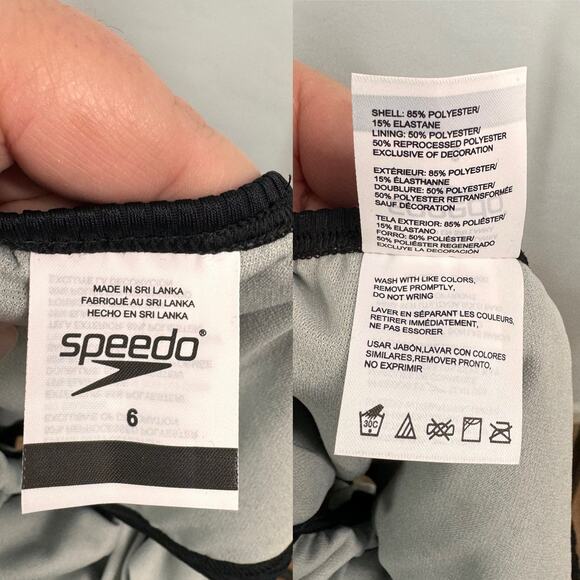 MADE IN SRI LANKA
FABRIQUÉ AU SRI LANKA
HECHO EN SRI LANKA
speedo®
6
SHELL: 85% POLYESTER/
15% ELASTANE
LINING: 50% POLYESTER/
50% REPROCESSED POLYESTER
EXCLUSIVE OF DECORATION
EXTÉRIEUR: 85% POLYESTER/
15% ÉLASTHANNE
DOUBLURE: 50% POLYESTER/
50% POLYESTER RETRANSFORMÉE
SAUF DÉCORATION
TELA EXTERIOR: 85% POLIÉSTER/
15% ELASTANO
FORRO: 50% POLIÉSTER/
50% POLIÉSTER REGENERADO
EXCLUYE LA DECORACIÓN
WASH WITH LIKE COLORS,
REMOVE PROMPTLY,
DO NOT WRING
LAVER EN SÉPARANT LES COULEURS,
RETIRER IMMÉDIATEMENT,
NE PAS ESSORER
USAR JABÓN,LAVAR CON COLORES
SIMILARES,REMOVER PRONTO,
NO EXPRIMIR
30C